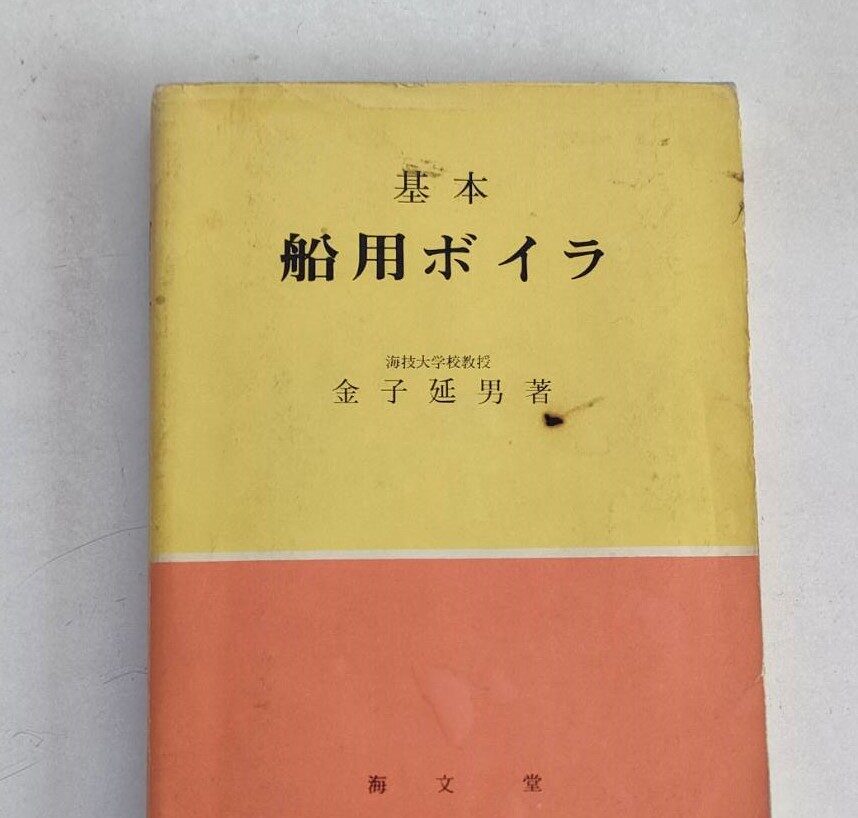 基本
船用ボイラ
海技大学校教授
金子延男著
海文堂